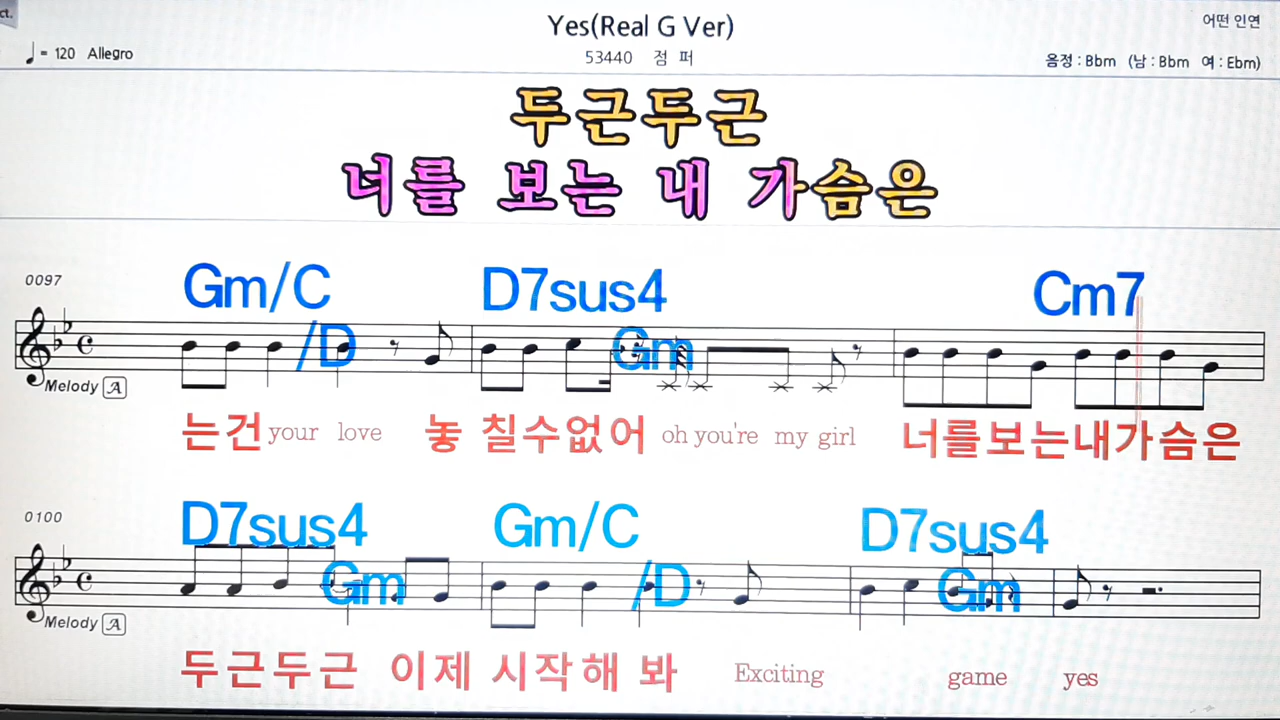 ct.
Yes(Real G Ver)
어떤 인연
♩= 120 Allegro
53440 점 퍼
음정 : Bbm (남 : Bbm 여 : Ebm)
두근두근
너를 보는 내 가슴은
0097
Gm/C D7sus4 Cm7
/D Gm
Melody A
는건 your love 놓 칠수없어 oh you're my girl 너를보는내가슴은
0100
D7sus4 Gm/C D7sus4
Gm /D Gm
Melody A
두근두근 이제 시작해 봐 Exciting game yes